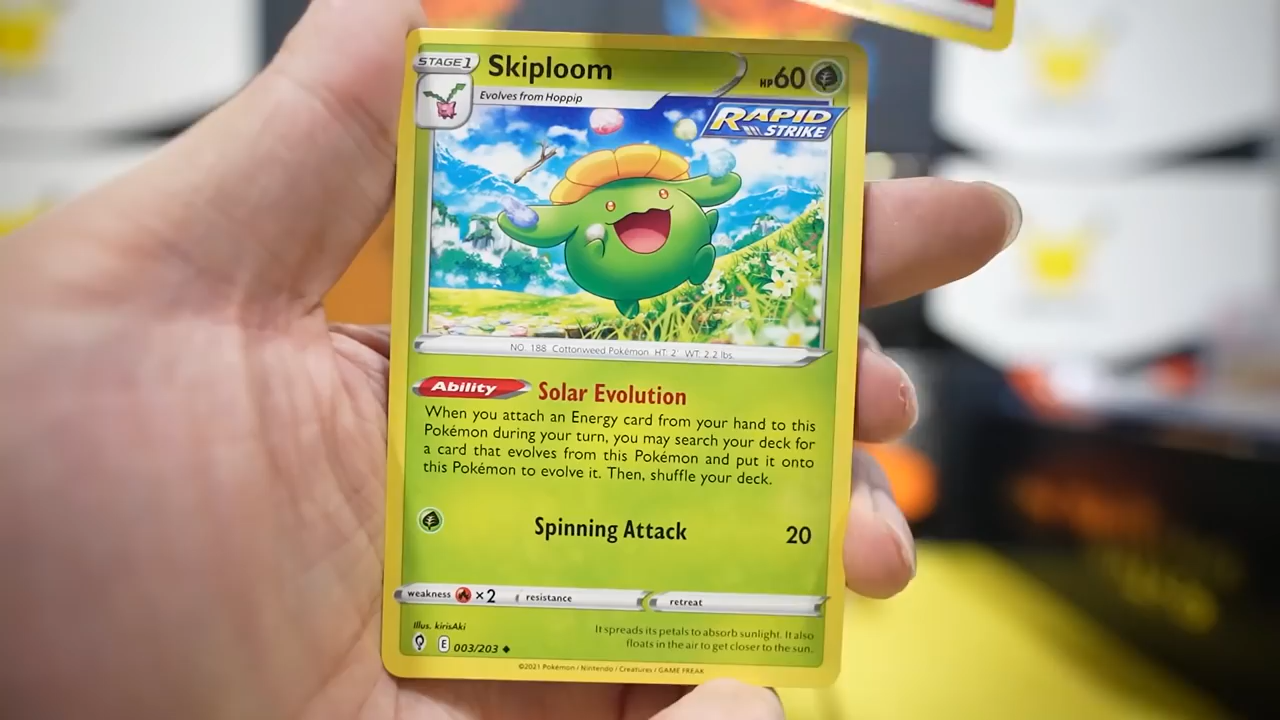 STAGE 1
Skiploom
HP 60
Evolves from Hoppip
RAPID
STRIKE
NO. 188 Cottonweed Pokémon HT: 2' WT: 2.2 lbs.
Ability
Solar Evolution
When you attach an Energy card from your hand to this
Pokémon during your turn, you may search your deck for
a card that evolves from this Pokémon and put it onto
this Pokémon to evolve it. Then, shuffle your deck.
Spinning Attack 20
weakness ×2 resistance retreat
Illus. kirisAki
It spreads its petals to absorb sunlight. It also
floats in the air to get closer to the sun.
E 003/203
©2021 Pokémon / Nintendo / Creatures / GAME FREAK